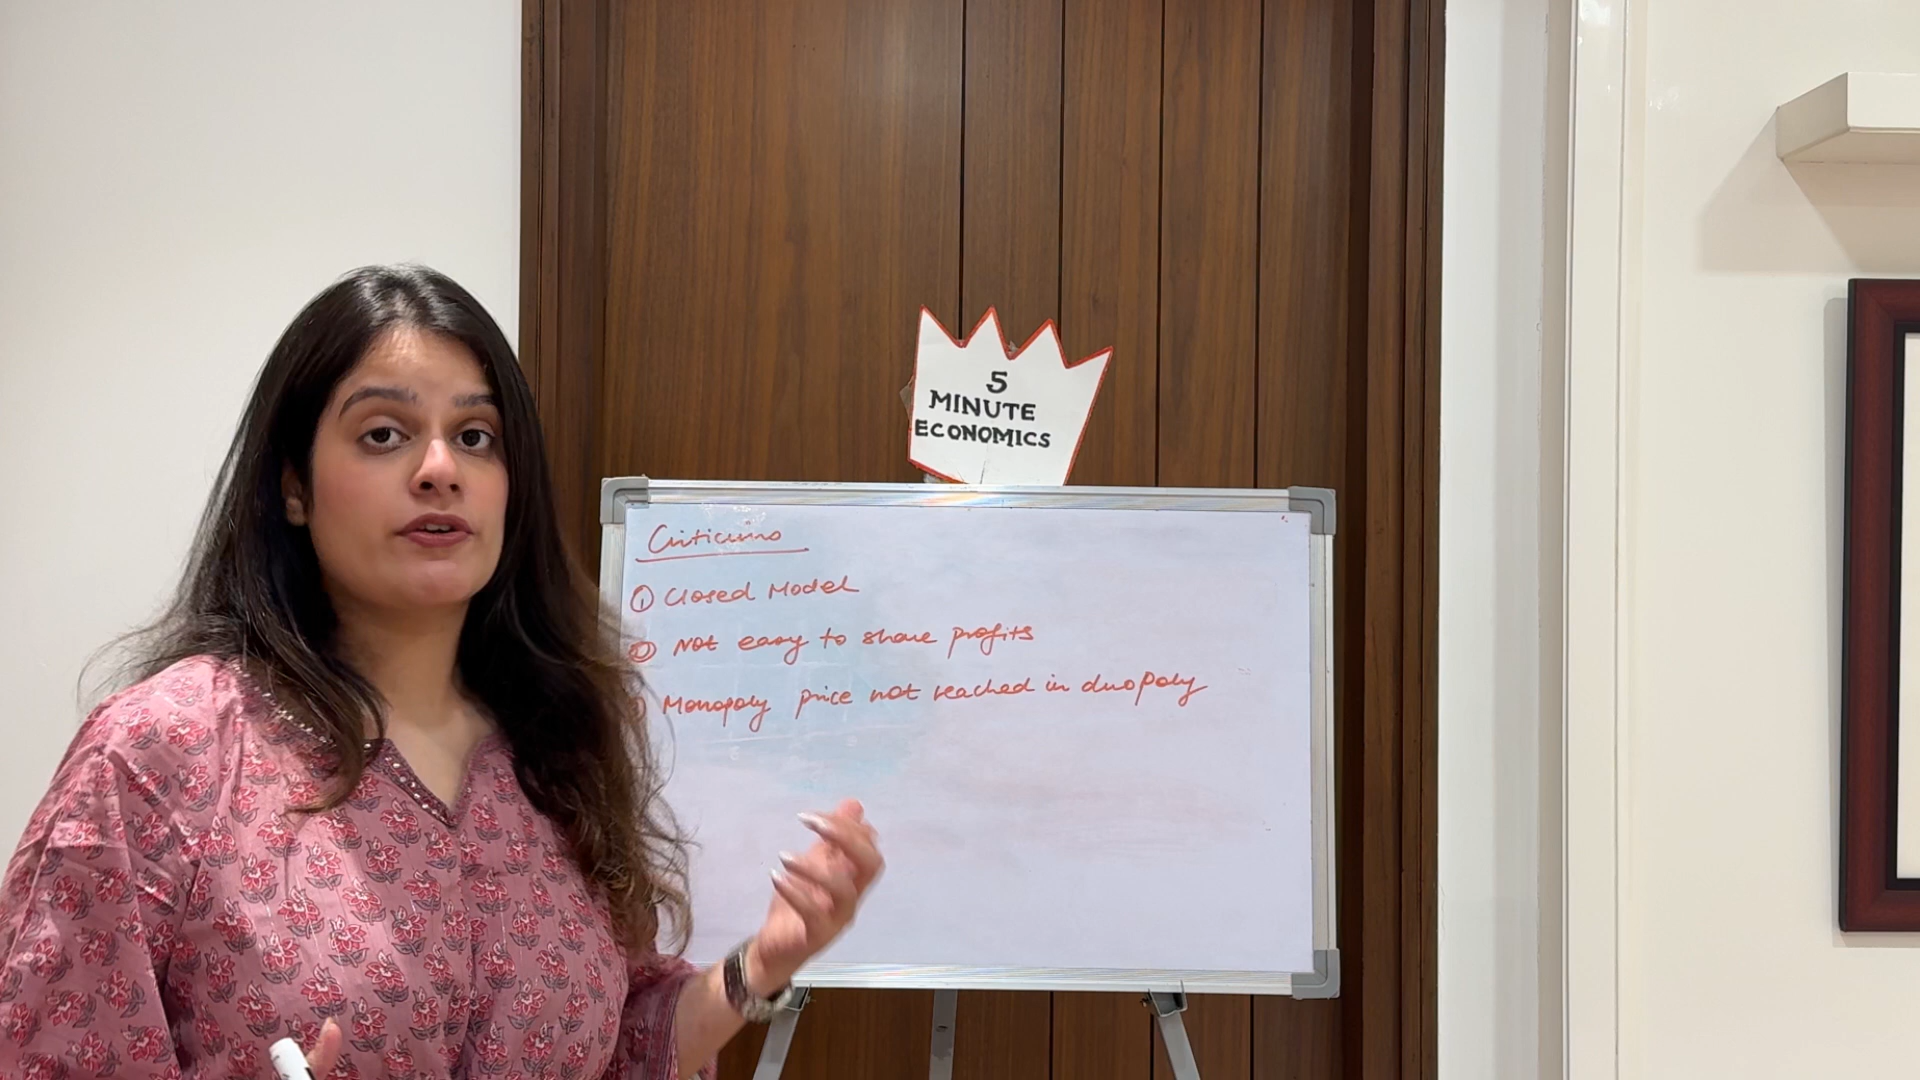 5
MINUTE
ECONOMICS
Criticisms
① Closed Model
② Not easy to share profits
Monopoly price not reached in duopoly